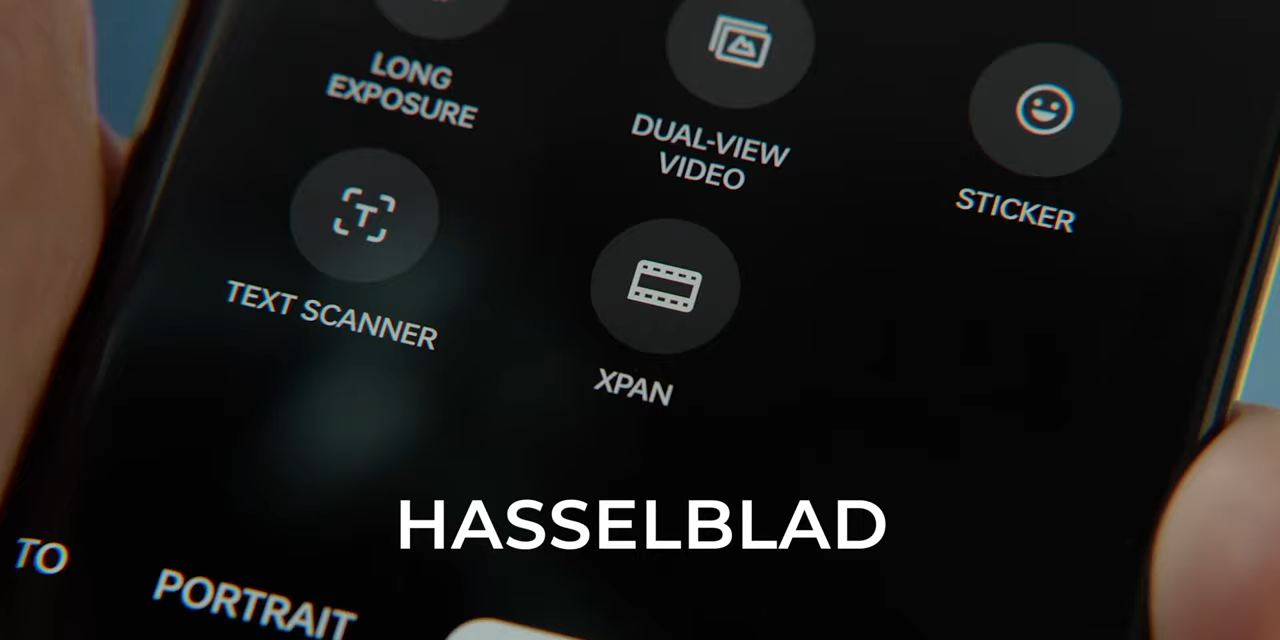 LONG
EXPOSURE
DUAL-VIEW
VIDEO
STICKER
TEXT SCANNER
XPAN
HASSELBLAD
TO
PORTRAIT